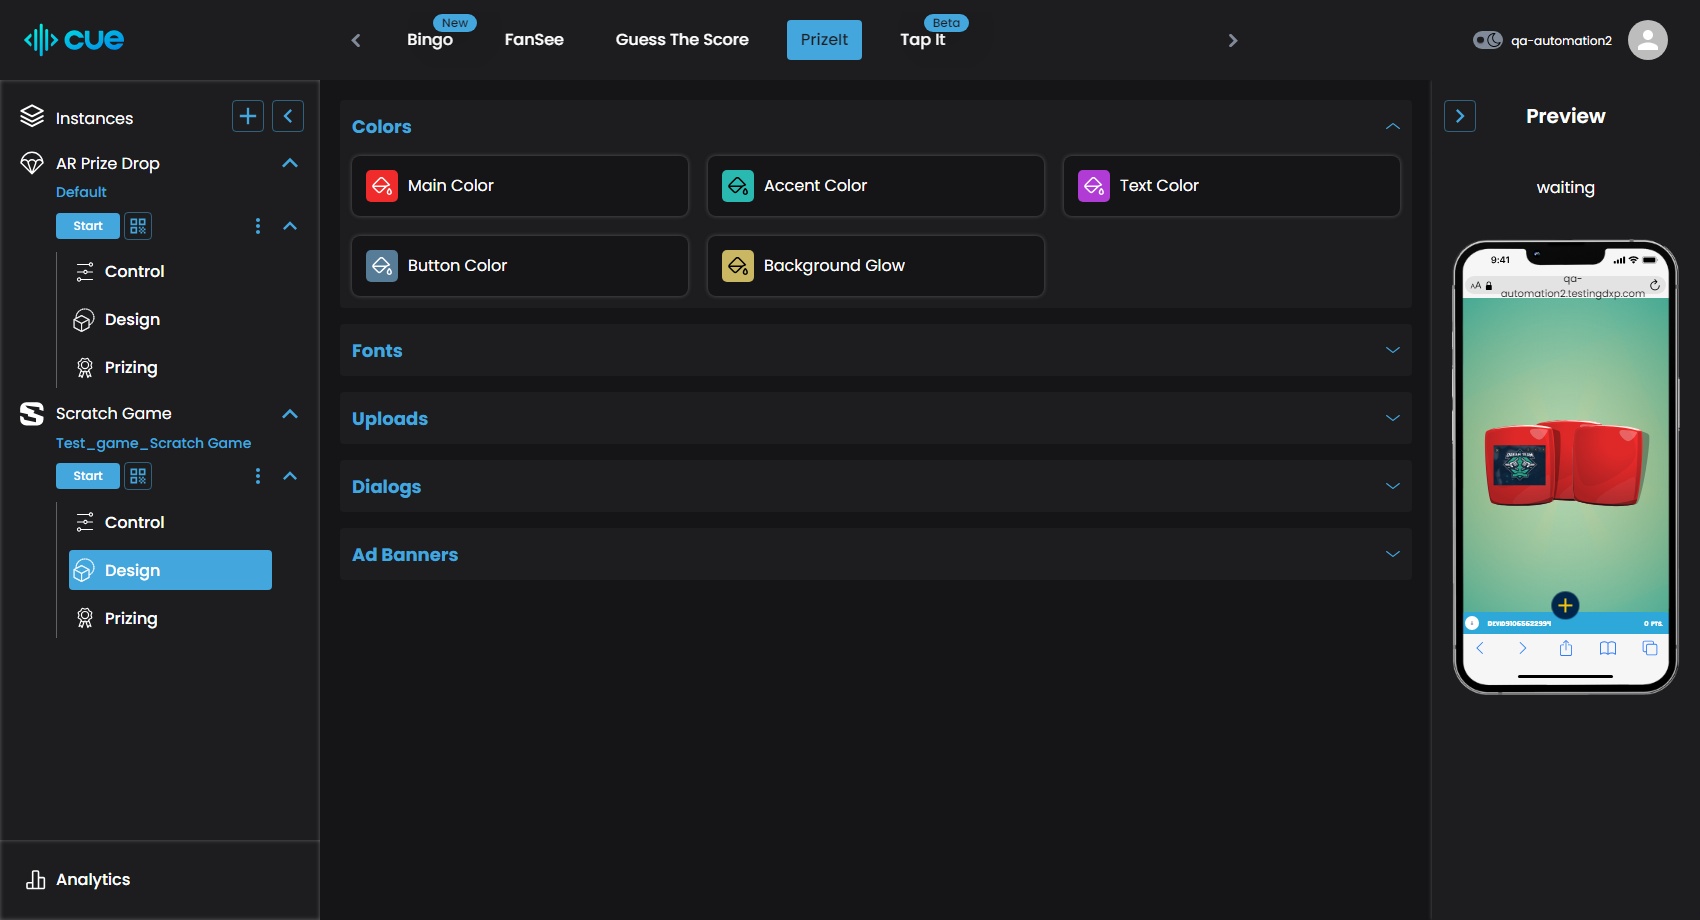 cue
Bingo
New
FanSee
Guess The Score
PrizeIt
Tap It
Beta
qa-automation2
Instances
AR Prize Drop
Default
Start
Control
Design
Prizing
Scratch Game
Test_game_Scratch Game
Start
Control
Design
Prizing
Analytics
Colors
Main Color
Accent Color
Text Color
Button Color
Background Glow
Fonts
Uploads
Dialogs
Ad Banners
Preview
waiting
9:41
AA
qa-
automation2.testingdxp.com
0 PTS.